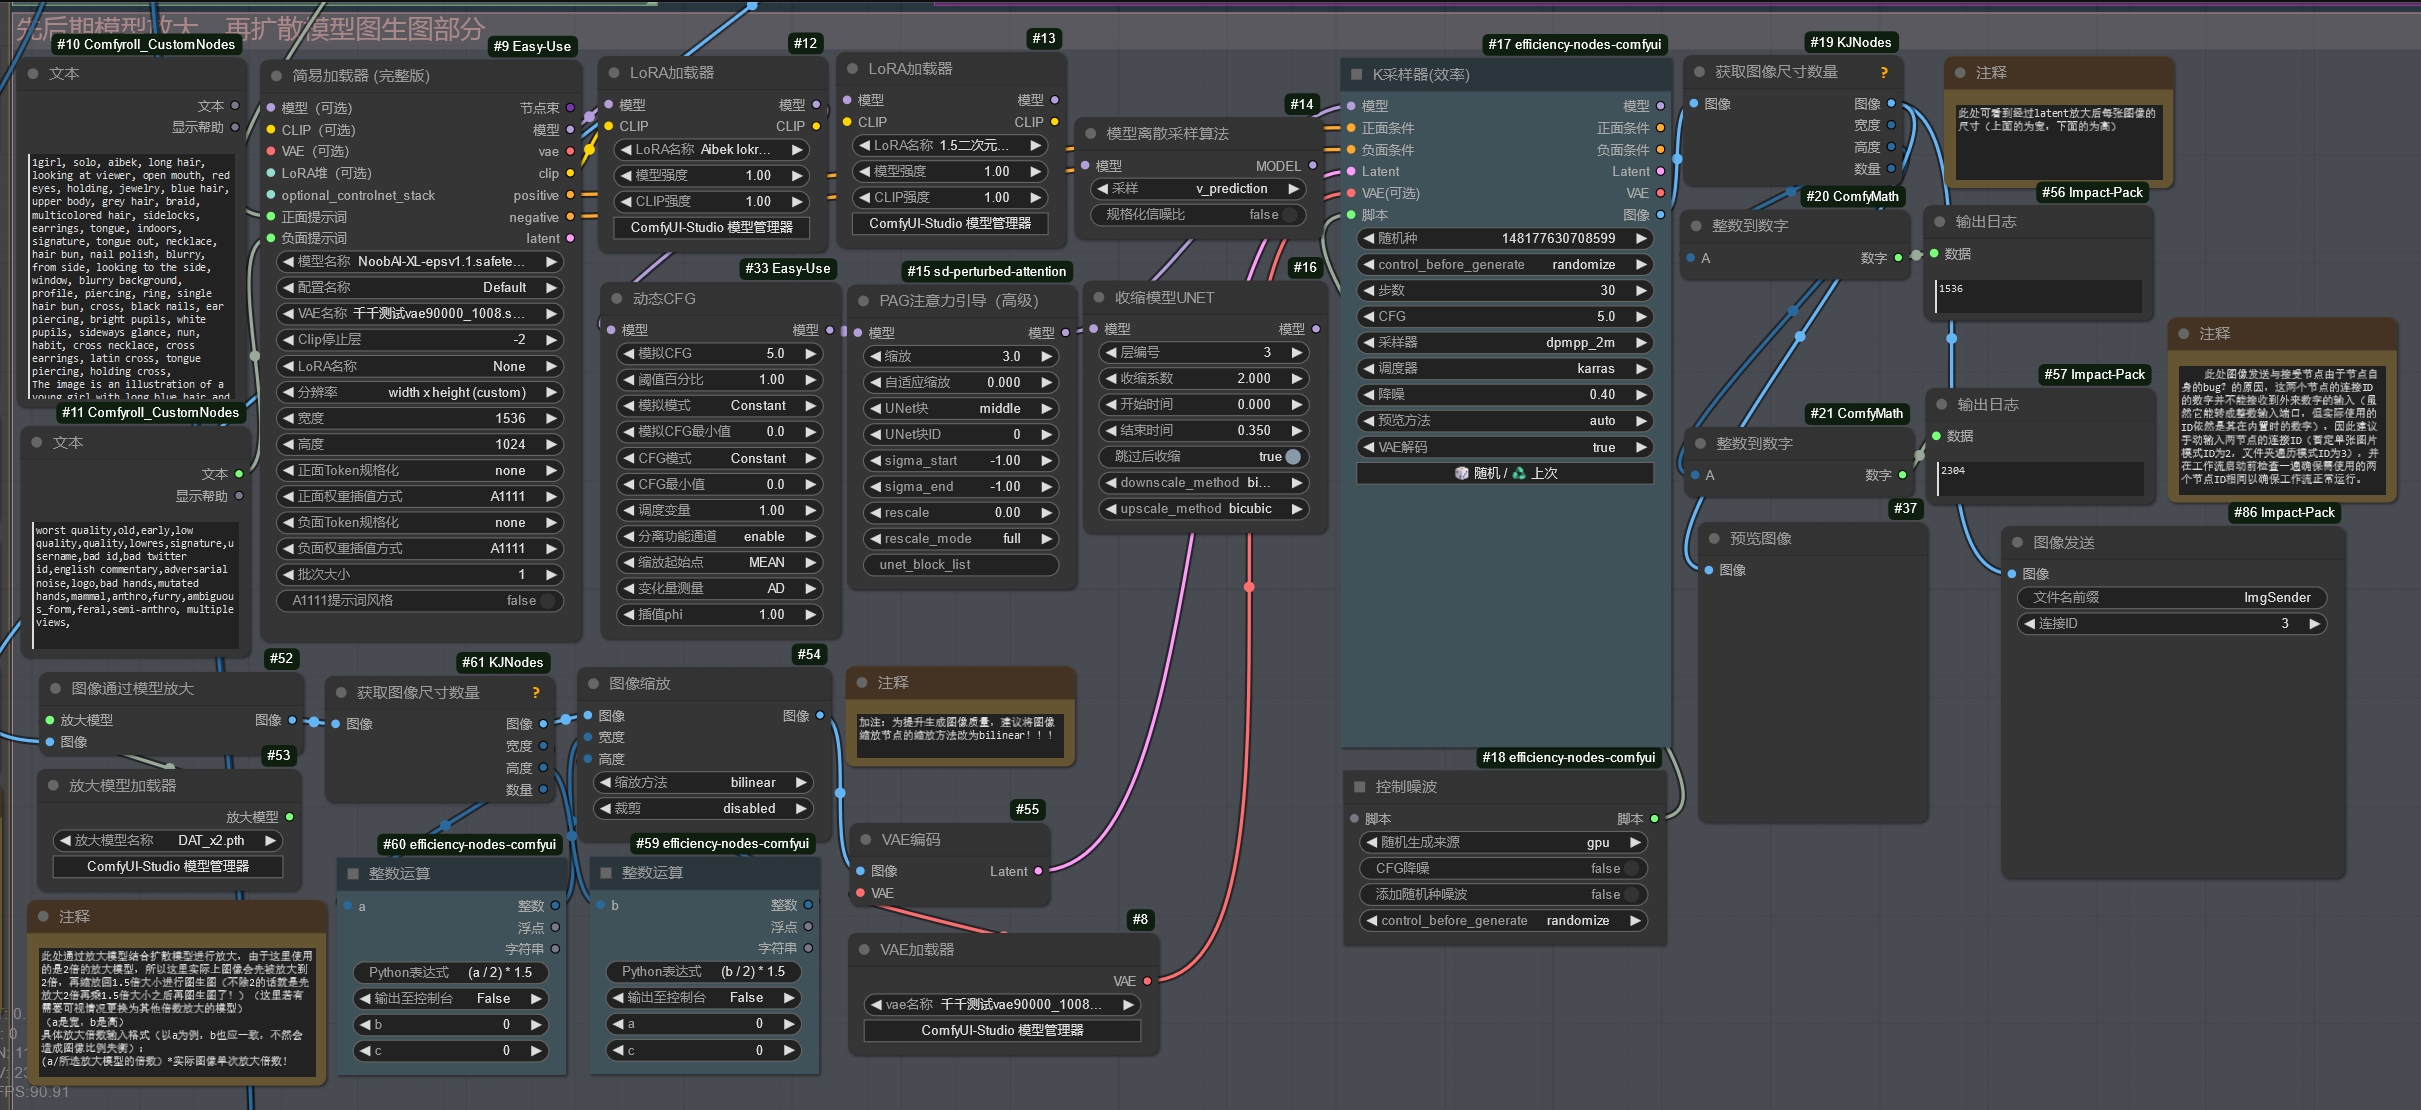 先后期模型放大，再扩散模型图生图部分
#10 Comfyroll_CustomNodes
文本
文本
显示帮助
1girl, solo, aibek, long hair,
looking at viewer, open mouth, red
eyes, holding, jewelry, blue hair,
upper body, grey hair, braid,
multicolored hair, sidelocks,
earrings, tongue, indoors,
signature, tongue out, necklace,
hair bun, nail polish, blurry,
from side, looking to the side,
window, blurry background,
profile, piercing, ring, single
hair bun, cross, black nails, ear
piercing, bright pupils, white
pupils, sideways glance, nun,
habit, cross necklace, cross
earrings, latin cross, tongue
piercing, holding cross,
The image is an illustration of a
young girl with long blue hair and
#11 Comfyroll_CustomNodes
文本
文本
显示帮助
worst quality,old,early,low
quality,quality,lowres,signature,u
sername,bad id,bad twitter
id,english commentary,adversarial
noise,logo,bad hands,mutated
hands,mammal,anthro,furry,ambiguou
s_form,feral,semi-anthro, multiple
views,
#9 Easy-Use
简易加载器 (完整版)
模型（可选） 节点束
CLIP（可选） 模型
VAE（可选） vae
LoRA堆（可选） clip
optional_controlnet_stack positive
正面提示词 negative
负面提示词 latent
模型名称 NoobAI-XL-epsv1.1.safete...
配置名称 Default
VAE名称 千千测试vae90000_1008.s...
Clip停止层 -2
LoRA名称 None
分辨率 width x height (custom)
宽度 1536
高度 1024
正面Token规格化 none
正面权重插值方式 A1111
负面Token规格化 none
负面权重插值方式 A1111
批次大小 1
A1111提示词风格 false
#12
LoRA加载器
模型 模型
CLIP CLIP
LoRA名称 Aibek lokr...
模型强度 1.00
CLIP强度 1.00
ComfyUI-Studio 模型管理器
#13
LoRA加载器
模型 模型
CLIP CLIP
LoRA名称 1.5二次元...
模型强度 1.00
CLIP强度 1.00
ComfyUI-Studio 模型管理器
#14
模型离散采样算法
模型 MODEL
采样 v_prediction
规格化信噪比 false
#33 Easy-Use
动态CFG
模型 模型
模拟CFG 5.0
阈值百分比 1.00
模拟模式 Constant
模拟CFG最小值 0.0
CFG模式 Constant
CFG最小值 0.0
调度变量 1.00
分离功能通道 enable
缩放起始点 MEAN
变化量测量 AD
插值phi 1.00
#15 sd-perturbed-attention
PAG注意力引导（高级）
模型 模型
缩放 3.0
自适应缩放 0.000
UNet块 middle
UNet块ID 0
sigma_start -1.00
sigma_end -1.00
rescale 0.00
rescale_mode full
unet_block_list
#16
收缩模型UNET
模型 模型
层编号 3
收缩系数 2.000
开始时间 0.000
结束时间 0.350
跳过后收缩 true
downscale_method bi...
upscale_method bicubic
#17 efficiency-nodes-comfyui
K采样器(效率)
模型 模型
正面条件 正面条件
负面条件 负面条件
Latent Latent
VAE(可选) VAE
脚本 图像
随机种 148177630708599
control_before_generate randomize
步数 30
CFG 5.0
采样器 dpmpp_2m
调度器 karras
降噪 0.40
预览方法 auto
VAE解码 true
随机 / 上次
#18 efficiency-nodes-comfyui
控制噪波
脚本 脚本
随机生成来源 gpu
CFG降噪 false
添加随机种噪波 false
control_before_generate randomize
#19 KJNodes
获取图像尺寸数量 ?
图像 图像
宽度
高度
数量
注释
此处可看到经过latent放大后每张图像的
尺寸（上面的为宽，下面的为高）
#20 ComfyMath
整数到数字
A 数字
#56 Impact-Pack
输出日志
数据
1536
#21 ComfyMath
整数到数字
A 数字
#57 Impact-Pack
输出日志
数据
2304
注释
此处图像发送与接受节点由于节点自
身的bug? 的原因，这两个节点的连接ID
的数字并不能接收到外来数字的输入（虽
然它能转成整数输入端口，但实际使用的
ID依然是其在内置时的数字），因此建议
手动输入两节点的连接ID（暂定单张图片
模式ID为2，文件夹遍历模式ID为3），并
在工作流启动前检查一遍确保需使用的两
个节点ID相同以确保工作流正常运行。
#37
预览图像
图像
#86 Impact-Pack
图像发送
图像
文件名前缀 ImgSender
连接ID 3
#52
图像通过模型放大
放大模型 图像
图像
#53
放大模型加载器
放大模型
放大模型名称 DAT_x2.pth
ComfyUI-Studio 模型管理器
注释
此处通过放大模型结合扩散模型进行放大，由于这里使用
的是2倍的放大模型，所以这里实际上图像会先被放大到
2倍，再缩放回1.5倍大小进行图生图（不除2的话就是先
放大2倍再乘1.5倍大小之后再图生图了！）（这里若有
需要可视情况更换为其他倍数放大的模型）
（a是宽，b是高）
具体放大倍数输入格式（以a为例，b也应一致，不然会
造成图像比例失衡）：
(a/所选放大模型的倍数）*实际图像单次放大倍数！
#61 KJNodes
获取图像尺寸数量 ?
图像 图像
宽度
高度
数量
#54
图像缩放
图像 图像
宽度
高度
缩放方法 bilinear
裁剪 disabled
注释
加注：为提升生成图像质量，建议将图像
缩放节点的缩放方法改为bilinear！！！
#60 efficiency-nodes-comfyui
整数运算
a 整数
浮点
字符串
Python表达式 (a / 2) * 1.5
输出至控制台 False
b 0
c 0
#59 efficiency-nodes-comfyui
整数运算
b 整数
浮点
字符串
Python表达式 (b / 2) * 1.5
输出至控制台 False
a 0
c 0
#55
VAE编码
图像 Latent
VAE
#8
VAE加载器
VAE
vae名称 千千测试vae90000_1008...
ComfyUI-Studio 模型管理器
FPS:90.91